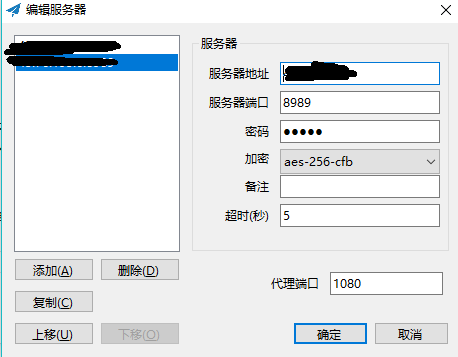 编辑服务器
服务器
服务器地址
服务器端口 8989
密码 ●●●●●
加密 aes-256-cfb
备注
超时(秒) 5
添加(A) 删除(D)
代理端口 1080
复制(C)
上移(U) 下移(O) 确定 取消